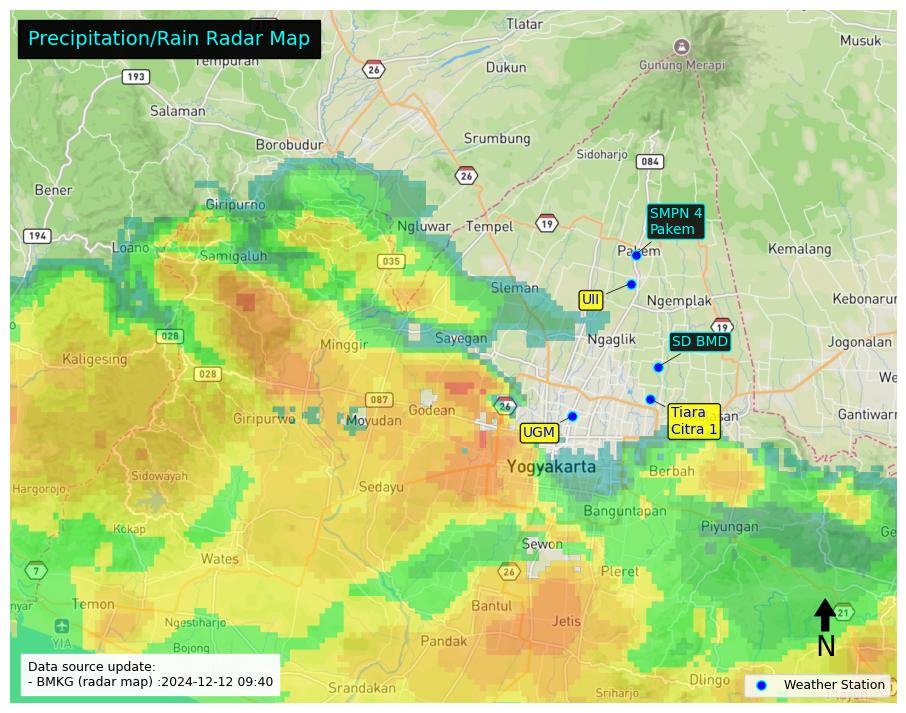 Precipitation/Rain Radar Map
Tlatar
Musuk
26
Gunung Merapi
Dukun
Tempuran
193
Salaman
Borobudur
Srumbung
Sidoharjo
084
Bener
26
Giripurno
SMPN 4
Pakem
194
Loano
Ngluwar
Tempel
19
Samigaluh
035
Pakem
Kemalang
Sleman
UII
Ngemplak
Kebonarum
19
028
Minggir
Sayegan
Ngaglik
SD BMD
Jogonalan
Kaligesing
028
087
Godean
26
Tiara
Citra 1
san
Gantiwarn
Giripurwo
Moyudan
UGM
Yogyakarta
Sidowayah
Berbah
Hargorojo
Sedayu
Banguntapan
Piyungan
Kokap
Sewon
Wates
7
26
Pleret
Temon
Bantul
21
Ngestiharjo
Jetis
YIA
Bojong
Pandak
N
Data source update:
- BMKG (radar map) :2024-12-12 09:40
Srandakan
Sriharjo
Dlingo
Weather Station